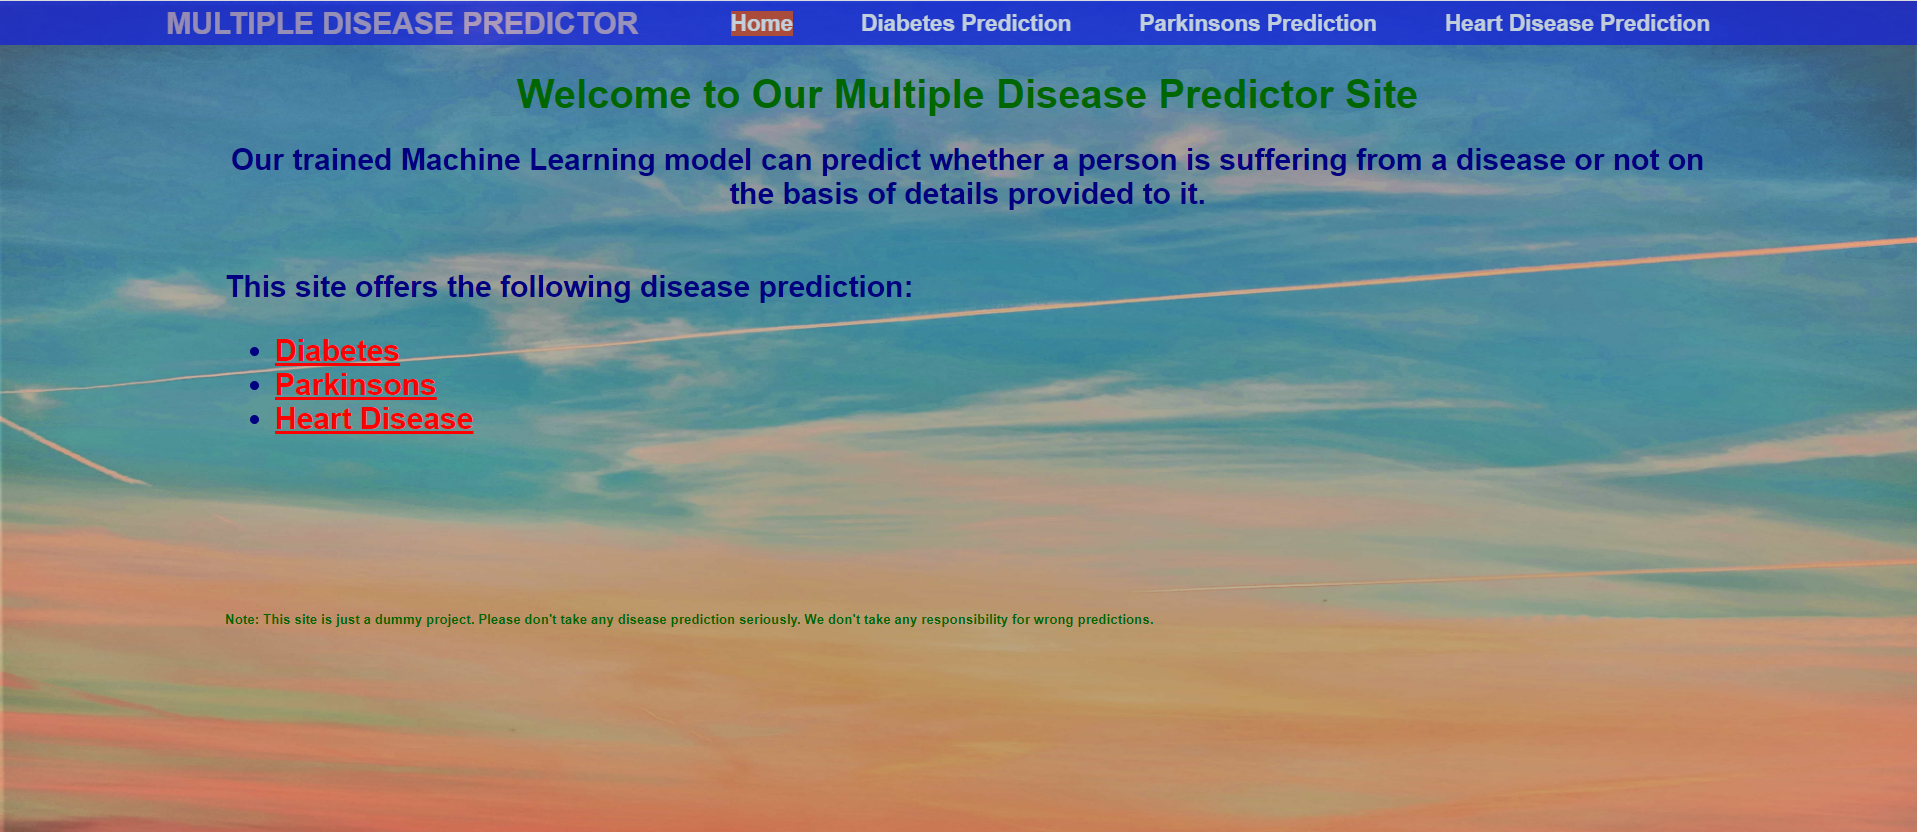 MULTIPLE DISEASE PREDICTOR Home Diabetes Prediction Parkinsons Prediction Heart Disease Prediction
Welcome to Our Multiple Disease Predictor Site
Our trained Machine Learning model can predict whether a person is suffering from a disease or not on
the basis of details provided to it.
This site offers the following disease prediction:
• Diabetes
• Parkinsons
• Heart Disease
Note: This site is just a dummy project. Please don't take any disease prediction seriously. We don't take any responsibility for wrong predictions.